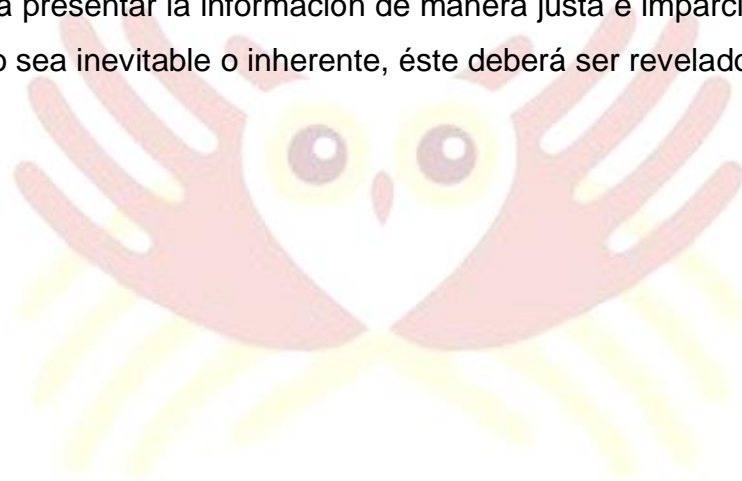 a presentar la información de manera justa e imparci
o sea inevitable o inherente, éste deberá ser revelado